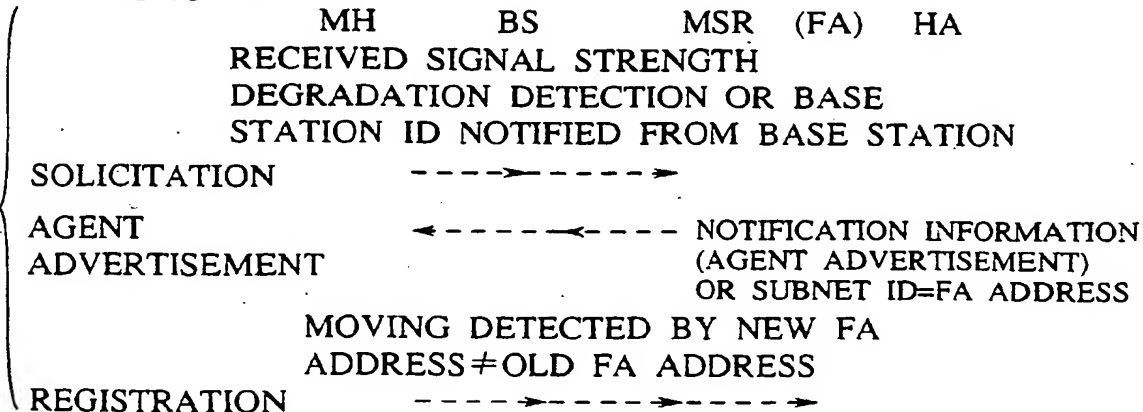 MH BS MSR (FA) HA
RECEIVED SIGNAL STRENGTH
DEGRADATION DETECTION OR BASE
STATION ID NOTIFIED FROM BASE STATION
SOLICITATION
AGENT ADVERTISEMENT
NOTIFICATION INFORMATION
(AGENT ADVERTISEMENT)
OR SUBNET ID=FA ADDRESS
MOVING DETECTED BY NEW FA
ADDRESS≠OLD FA ADDRESS
REGISTRATION